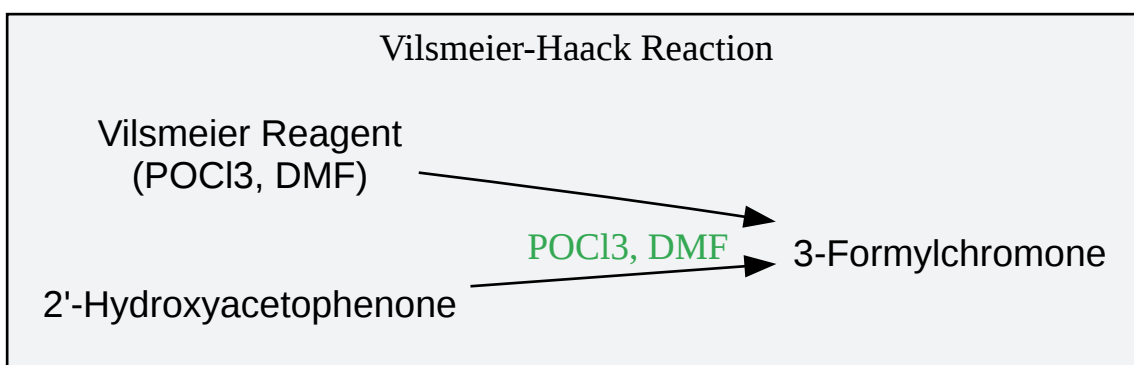 Vilsmeier-Haack Reaction
Vilsmeier Reagent
(POCl3, DMF)
POCl3, DMF
3-Formylchromone
2'-Hydroxyacetophenone